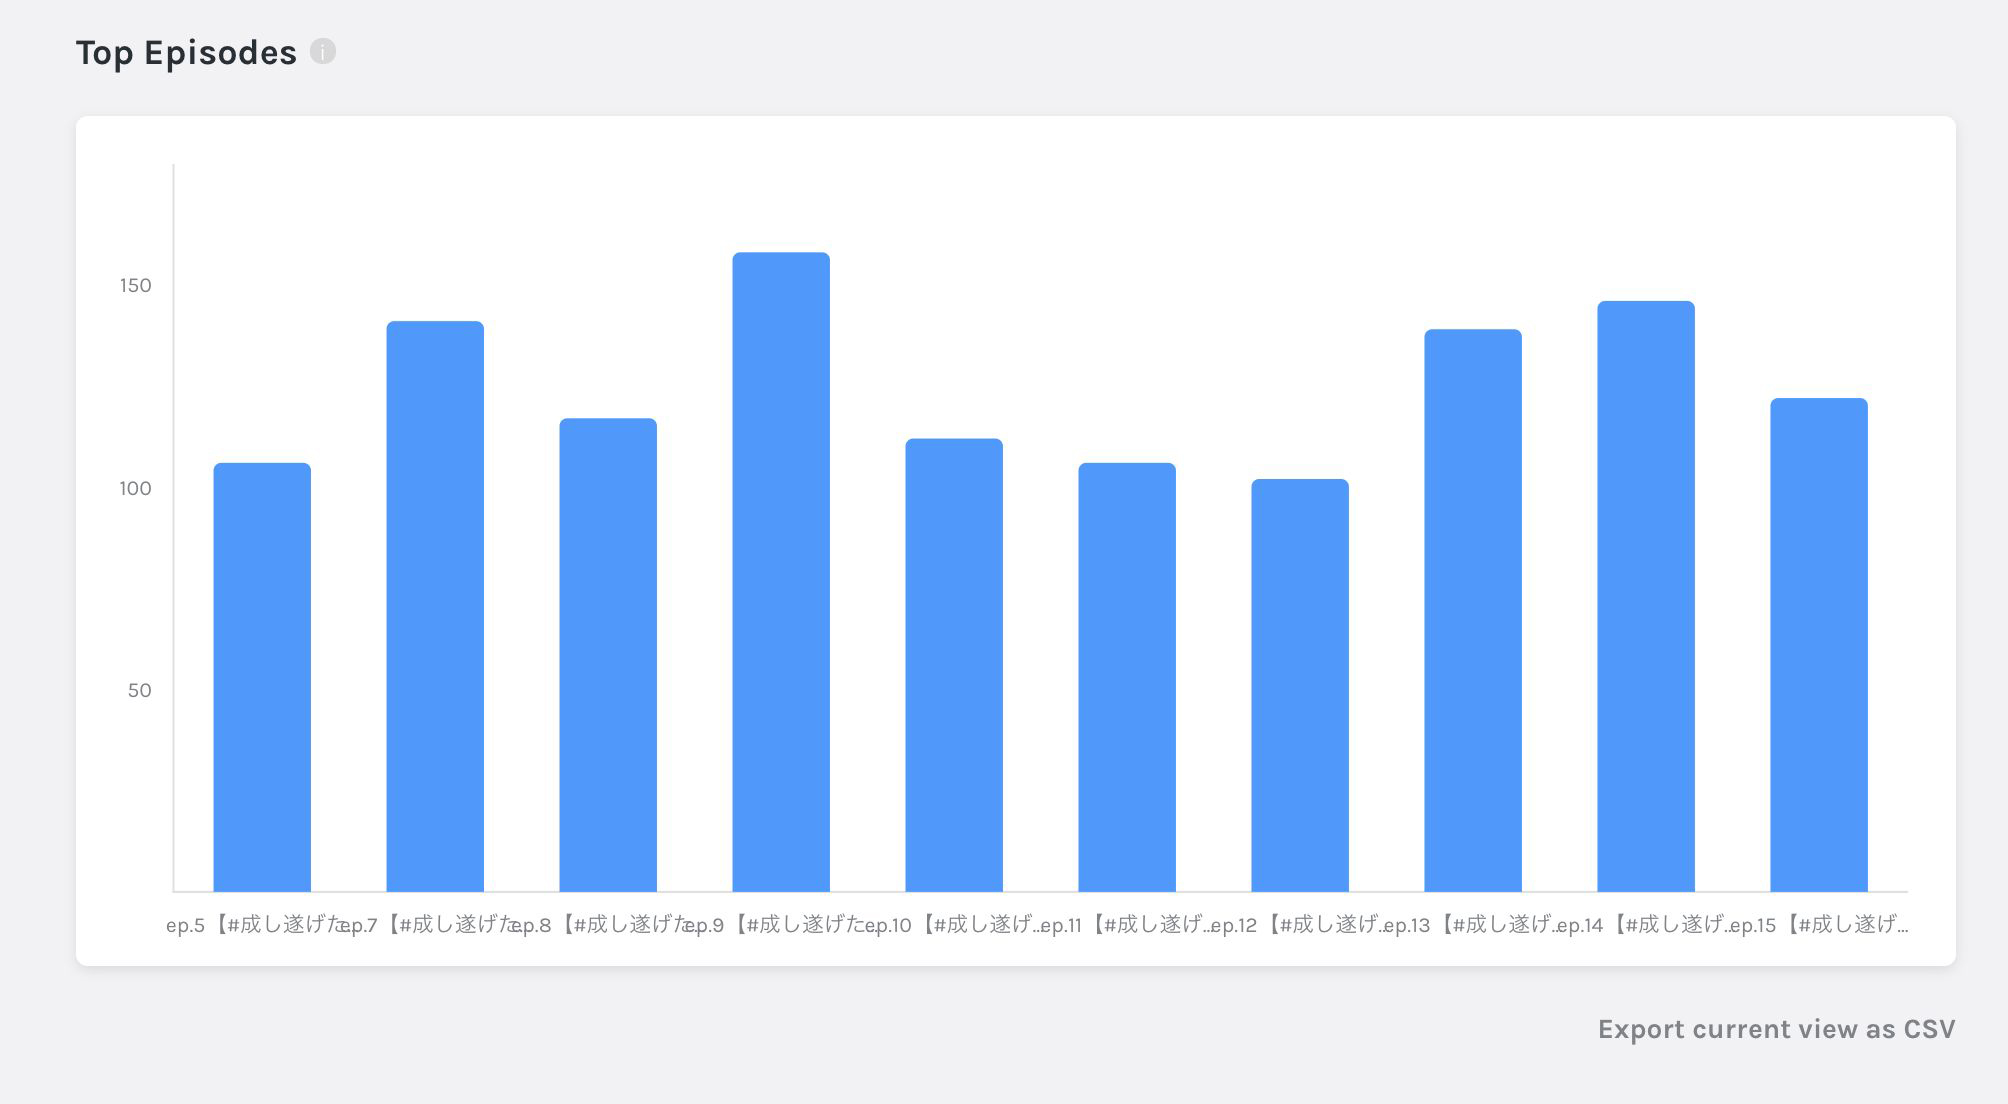 Top Episodes
150
100
50
ep.5【#成し遂げた...
ep.7【#成し遂げた...
ep.8【#成し遂げた...
ep.9【#成し遂げた...
ep.10【#成し遂げ...
ep.11【#成し遂げ...
ep.12【#成し遂げ...
ep.13【#成し遂げ...
ep.14【#成し遂げ...
ep.15【#成し遂げ...
Export current view as CSV